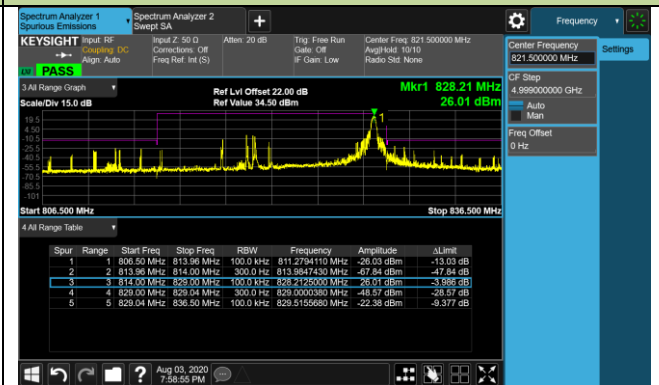 Spectrum Analyzer 1
Spurious Emissions
Spectrum Analyzer 2
Swept SA
+
Frequency
KEYSIGHT
Input: RF
Coupling: DC
Align: Auto
Input Z: 50 Ω
Corrections: Off
Freq Ref: Int (S)
Atten: 20 dB
Trig: Free Run
Gate: Off
IF Gain: Low
Center Freq: 821.500000 MHz
Avg|Hold: 10/10
Radio Std: None
PASS
Center Frequency
821.500000 MHz
Settings
CF Step
4.999000000 GHz
Auto
Man
Freq Offset
0 Hz
3 All Range Graph
Scale/Div 15.0 dB
Ref Lvl Offset 22.00 dB
Ref Value 34.50 dBm
Mkr1 828.21 MHz
26.01 dBm
1
19.5
4.50
-10.5
-25.5
-40.5
-55.5
-70.5
-85.5
-101
Start 806.500 MHz
Stop 836.500 MHz
4 All Range Table
Spur Range Start Freq Stop Freq RBW Frequency Amplitude ΔLimit
1 1 806.50 MHz 813.96 MHz 100.0 kHz 811.2794110 MHz -26.03 dBm -13.03 dB
2 2 813.96 MHz 814.00 MHz 300.0 Hz 813.9847430 MHz -67.84 dBm -47.84 dB
3 3 814.00 MHz 829.00 MHz 100.0 kHz 828.2125000 MHz 26.01 dBm -3.986 dB
4 4 829.00 MHz 829.04 MHz 300.0 Hz 829.0000380 MHz -48.57 dBm -28.57 dB
5 5 829.04 MHz 836.50 MHz 100.0 kHz 829.5155680 MHz -22.38 dBm -9.377 dB
?
Aug 03, 2020
7:58:55 PM